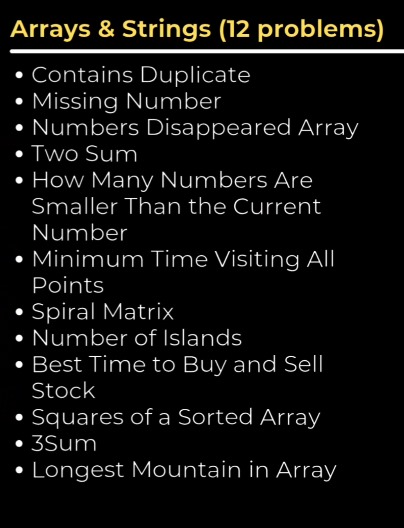 Arrays & Strings (12 problems)
• Contains Duplicate
• Missing Number
• Numbers Disappeared Array
• Two Sum
• How Many Numbers Are
Smaller Than the Current
Number
• Minimum Time Visiting All
Points
• Spiral Matrix
• Number of Islands
• Best Time to Buy and Sell
Stock
• Squares of a Sorted Array
• 3Sum
• Longest Mountain in Array